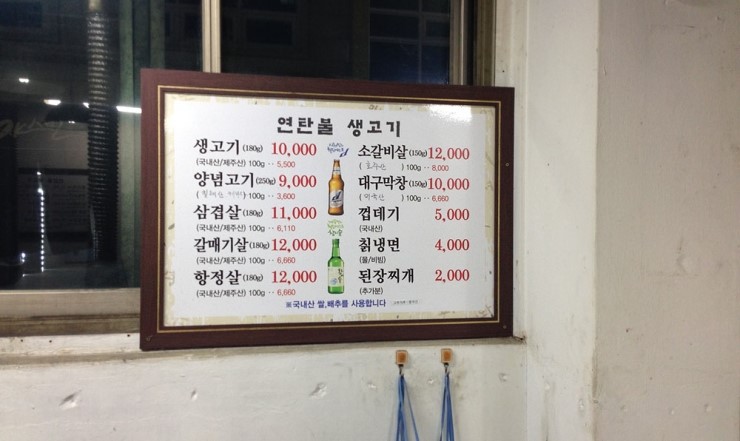 연탄불 생고기
생고기 (180g) 10,000
(국내산/제주산) 100g ·· 5,500
양념고기 (250g) 9,000
100g ·· 3,600
삼겹살 (180g) 11,000
(국내산/제주산) 100g ·· 6,110
갈매기살 (180g) 12,000
(국내산/제주산) 100g ·· 6,660
항정살 (180g) 12,000
(국내산/제주산) 100g ·· 6,660
소갈비살 (150g) 12,000
(호주산) 100g ·· 8,000
대구막창 (150g) 10,000
(미국산) 100g ·· 6,660
껍데기 5,000
(국내산)
칡냉면 4,000
(물/비빔)
된장찌개 2,000
(추가분)
※국내산 쌀,배추를 사용합니다